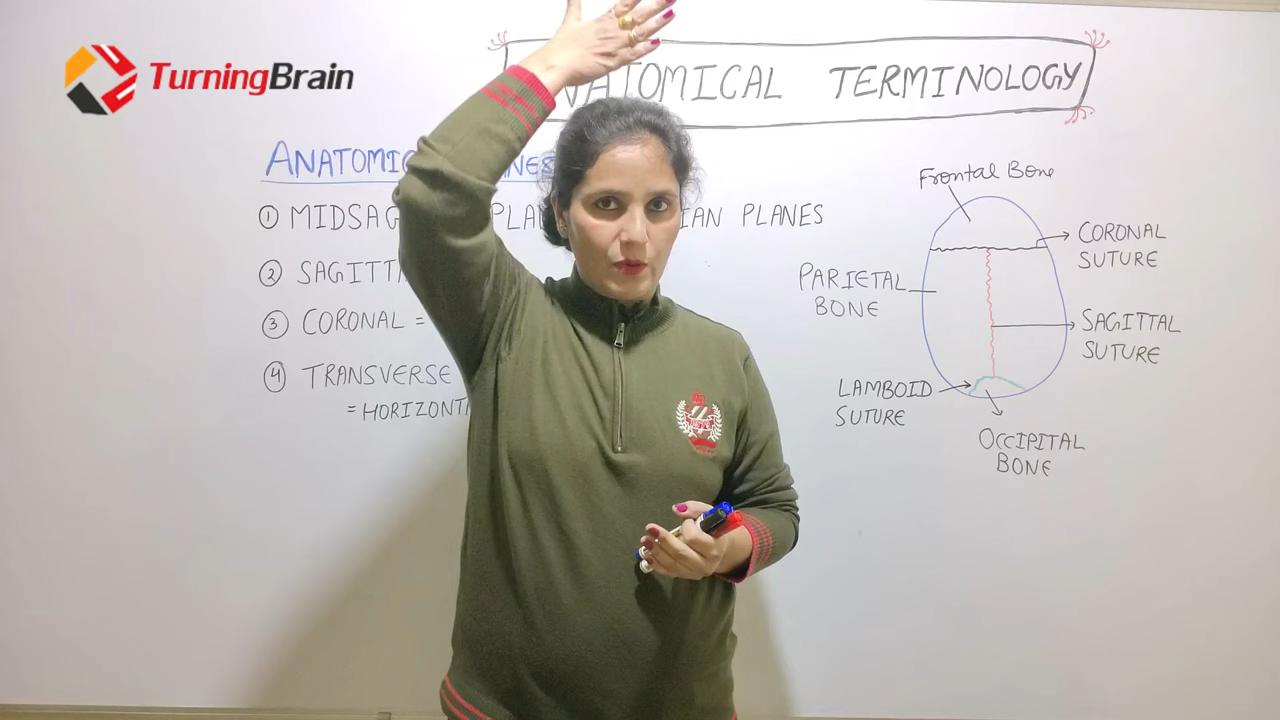 TurningBrain
TOMICAL TERMINOLOGY
ANATOMIC
① MIDSAG PLA IAN PLANES
② SAGITT
③ CORONAL =
④ TRANSVERSE
= HORIZONT
Frontal Bone
CORONAL
SUTURE
PARIETAL
BONE
SAGITTAL
SUTURE
LAMBOID
SUTURE
OCCIPITAL
BONE